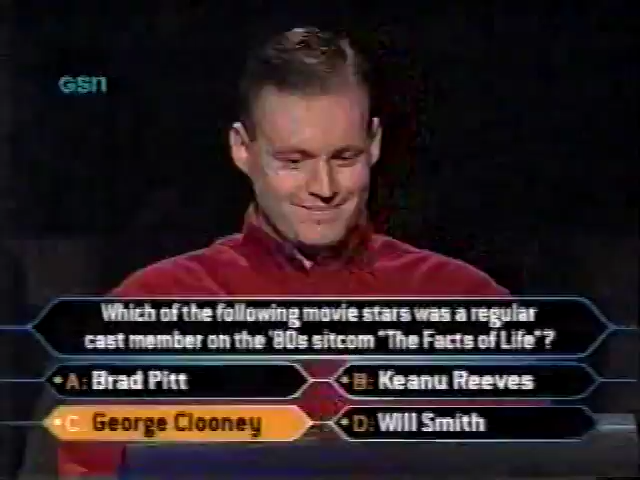 GSN
Which of the following movie stars was a regular
cast member on the '80s sitcom "The Facts of Life"?
A: Brad Pitt
B: Keanu Reeves
C: George Clooney
D: Will Smith